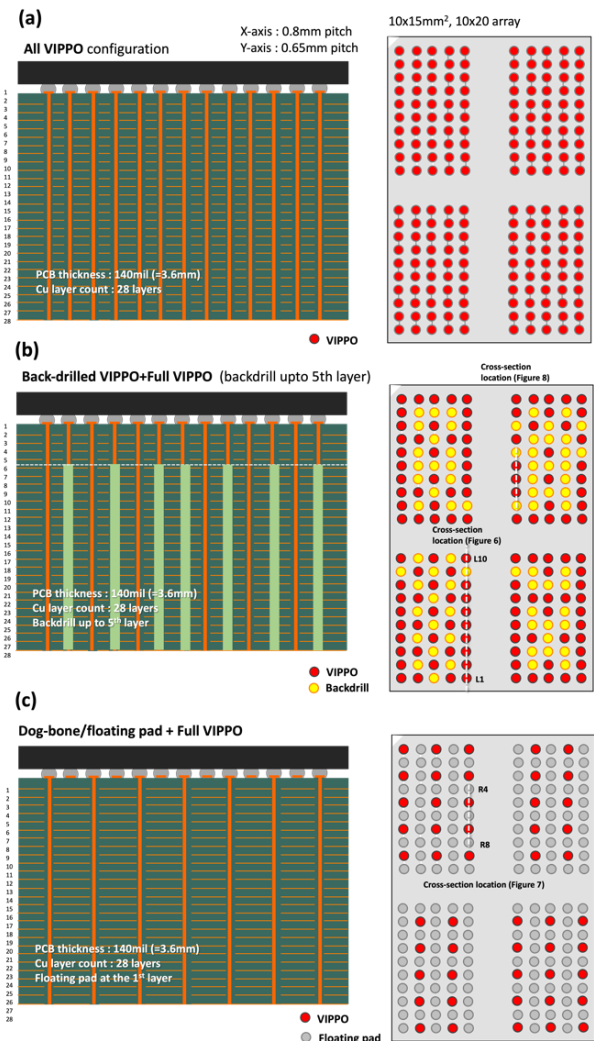 (a)
X-axis : 0.8mm pitch
All VIPPO configuration
Y-axis : 0.65mm pitch
10x15mm², 10x20 array
1
2
3
4
5
6
7
8
9
10
11
12
13
14
15
16
17
18
19
20
21
22
23
24
25
26
27
28
PCB thickness : 140mil (=3.6mm)
Cu layer count : 28 layers
VIPPO
(b)
Back-drilled VIPPO+Full VIPPO (backdrill upto 5th layer)
Cross-section
location (Figure 8)
1
2
3
4
5
6
7
8
9
10
11
12
13
14
15
16
17
18
19
20
21
22
23
24
25
26
27
28
PCB thickness : 140mil (=3.6mm)
Cu layer count : 28 layers
Backdrill up to 5th layer
Cross-section
location (Figure 6)
L10
L1
VIPPO
Backdrill
(c)
Dog-bone/floating pad + Full VIPPO
1
2
3
4
5
6
7
8
9
10
11
12
13
14
15
16
17
18
19
20
21
22
23
24
25
26
27
28
PCB thickness : 140mil (=3.6mm)
Cu layer count : 28 layers
Floating pad at the 1st layer
R4
R8
Cross-section location (Figure 7)
VIPPO
Floating pad